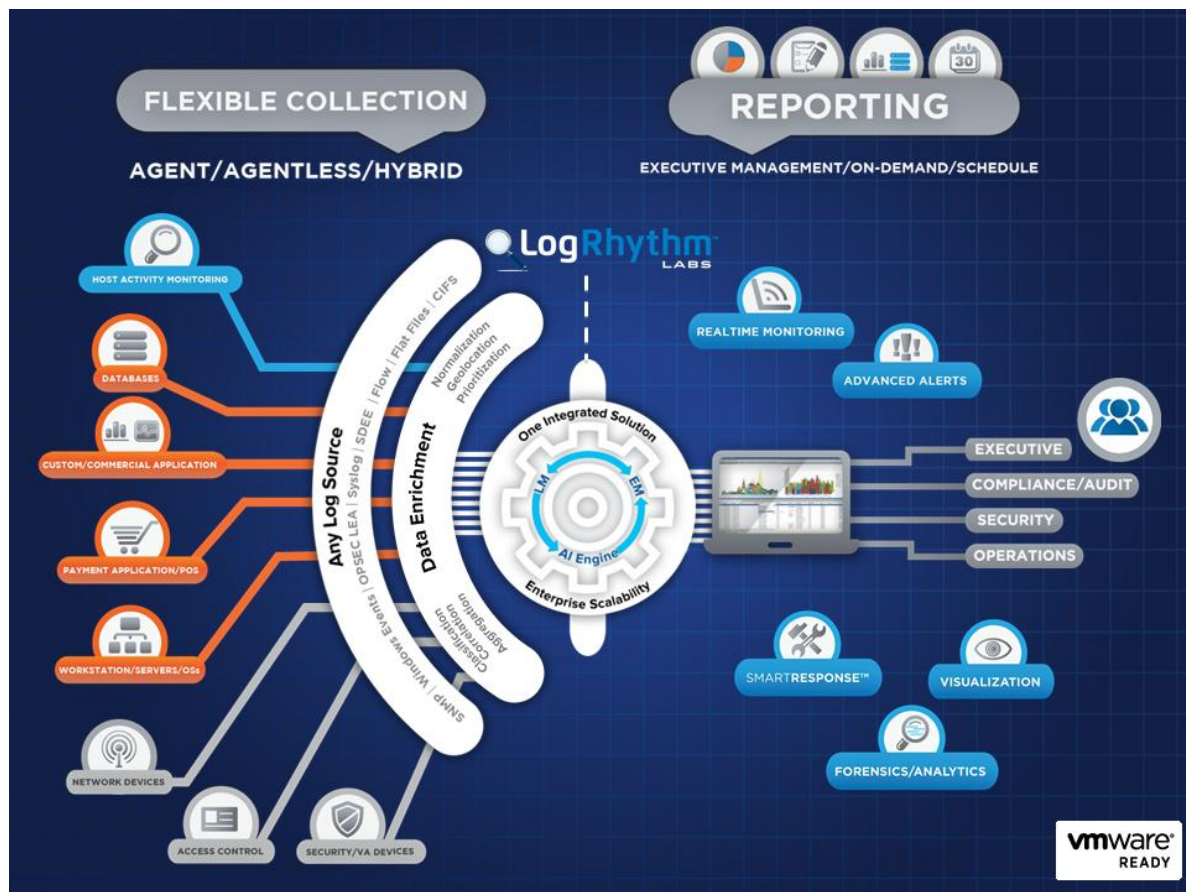 30
FLEXIBLE COLLECTION
REPORTING
AGENT/AGENTLESS/HYBRID
EXECUTIVE MANAGEMENT/ON-DEMAND/SCHEDULE
LogRhythm™
LABS
HOST ACTIVITY MONITORING
DATABASES
CUSTOM/COMMERCIAL APPLICATION
PAYMENT APPLICATION/POS
WORKSTATION/SERVERS/OSs
NETWORK DEVICES
ACCESS CONTROL
SECURITY/VA DEVICES
Any Log Source
SNMP | Windows Events | OPSEC LEA | Syslog | SDEE | Flow | Flat Files | CIFS
Data Enrichment
Normalization
Geolocation
Prioritization
Classification
Correlation
Aggregation
One Integrated Solution
LM
EM
AI Engine
Enterprise Scalability
REALTIME MONITORING
ADVANCED ALERTS
EXECUTIVE
COMPLIANCE/AUDIT
SECURITY
OPERATIONS
SMARTRESPONSE™
VISUALIZATION
FORENSICS/ANALYTICS
vmware®
READY